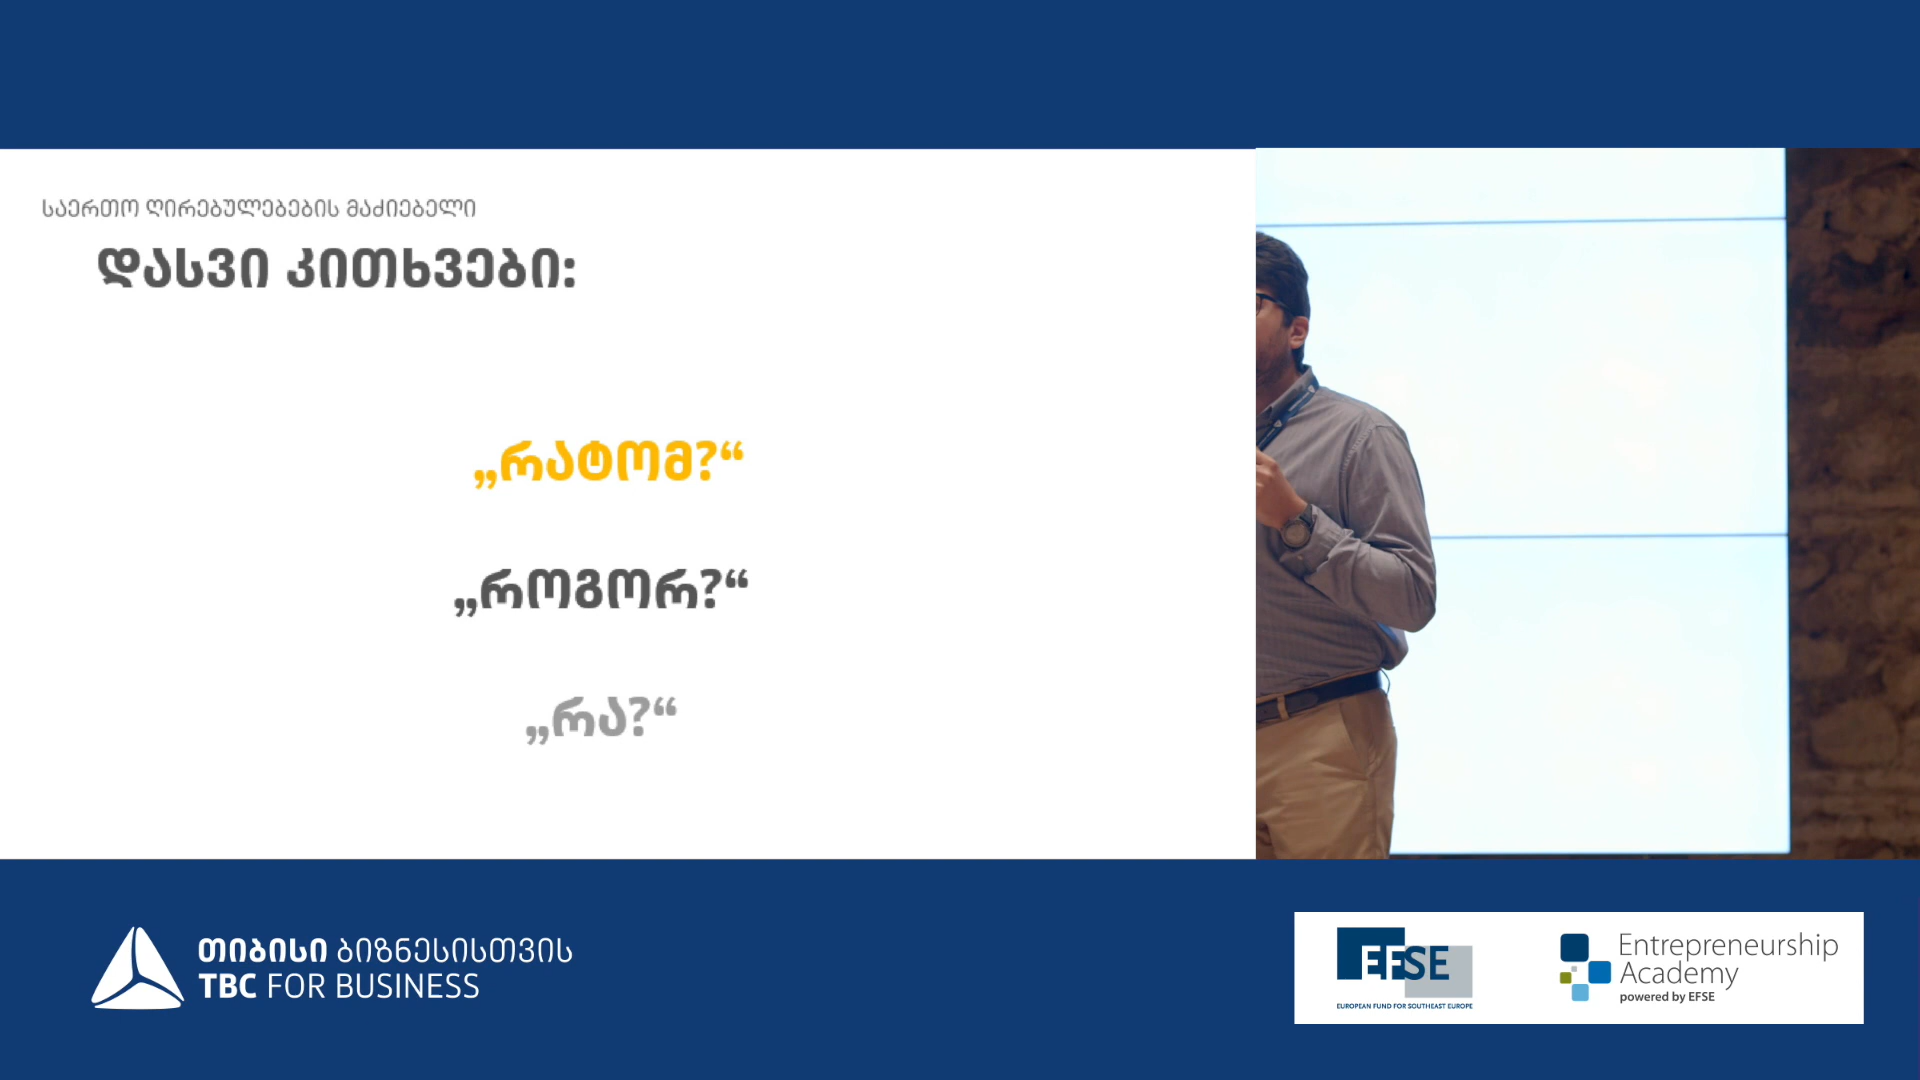 საერთო ღირებულებების მაძიებელი
დასვი კითხვები:
„რატომ?“
„როგორ?“
„რა?“
თიბისი ბიზნესისთვის
TBC FOR BUSINESS
EFSE
EUROPEAN FUND FOR SOUTHEAST EUROPE
Entrepreneurship
Academy
powered by EFSE